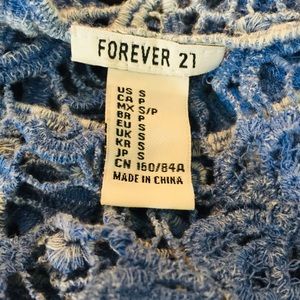 FOREVER 21
US S
CA P
MX S/P
BR P
EU S
UK S
KR S
JP S
CN 160/84A
MADE IN CHINA